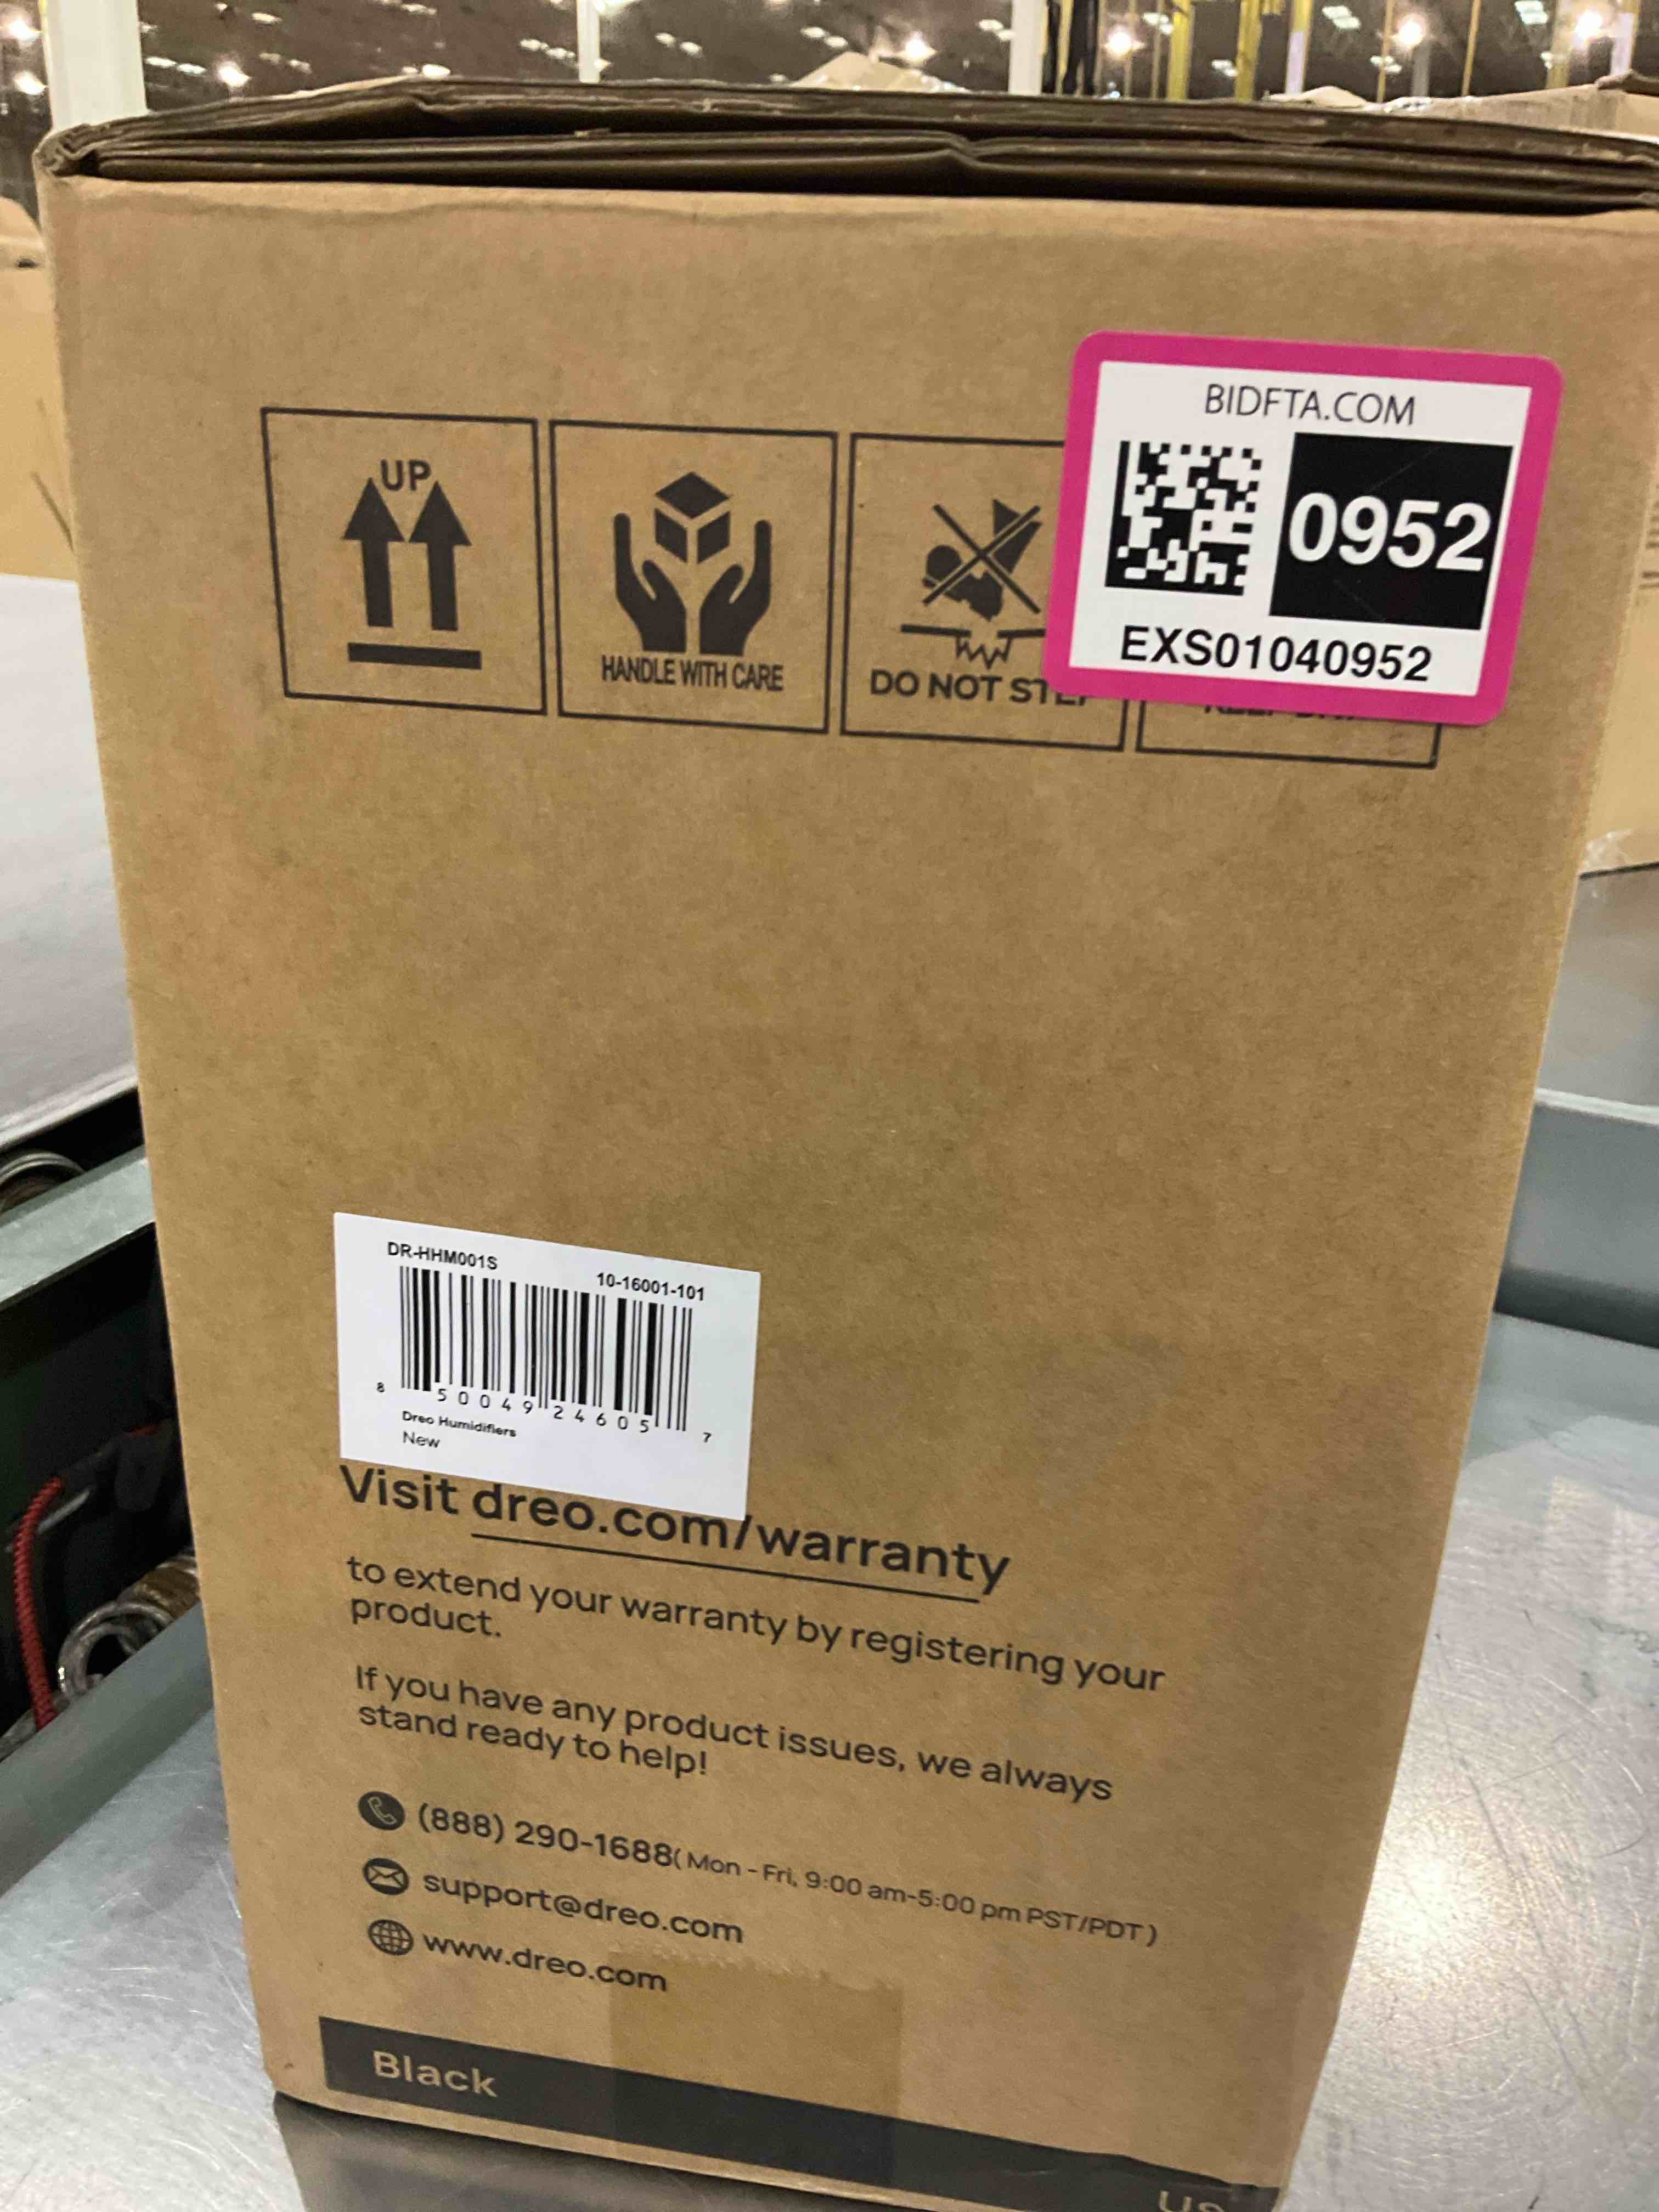 BIDFTA.COM
0952
EXS01040952
UP
HANDLE WITH CARE
DO NOT STEP
DR-HHM001S
10-16001-101
8 50049 24605 7
Dreo Humidifiers
New
Visit dreo.com/warranty
to extend your warranty by registering your
product.
If you have any product issues, we always
stand ready to help!
(888) 290-1688( Mon - Fri, 9:00 am-5:00 pm PST/PDT )
support@dreo.com
www.dreo.com
Black
US